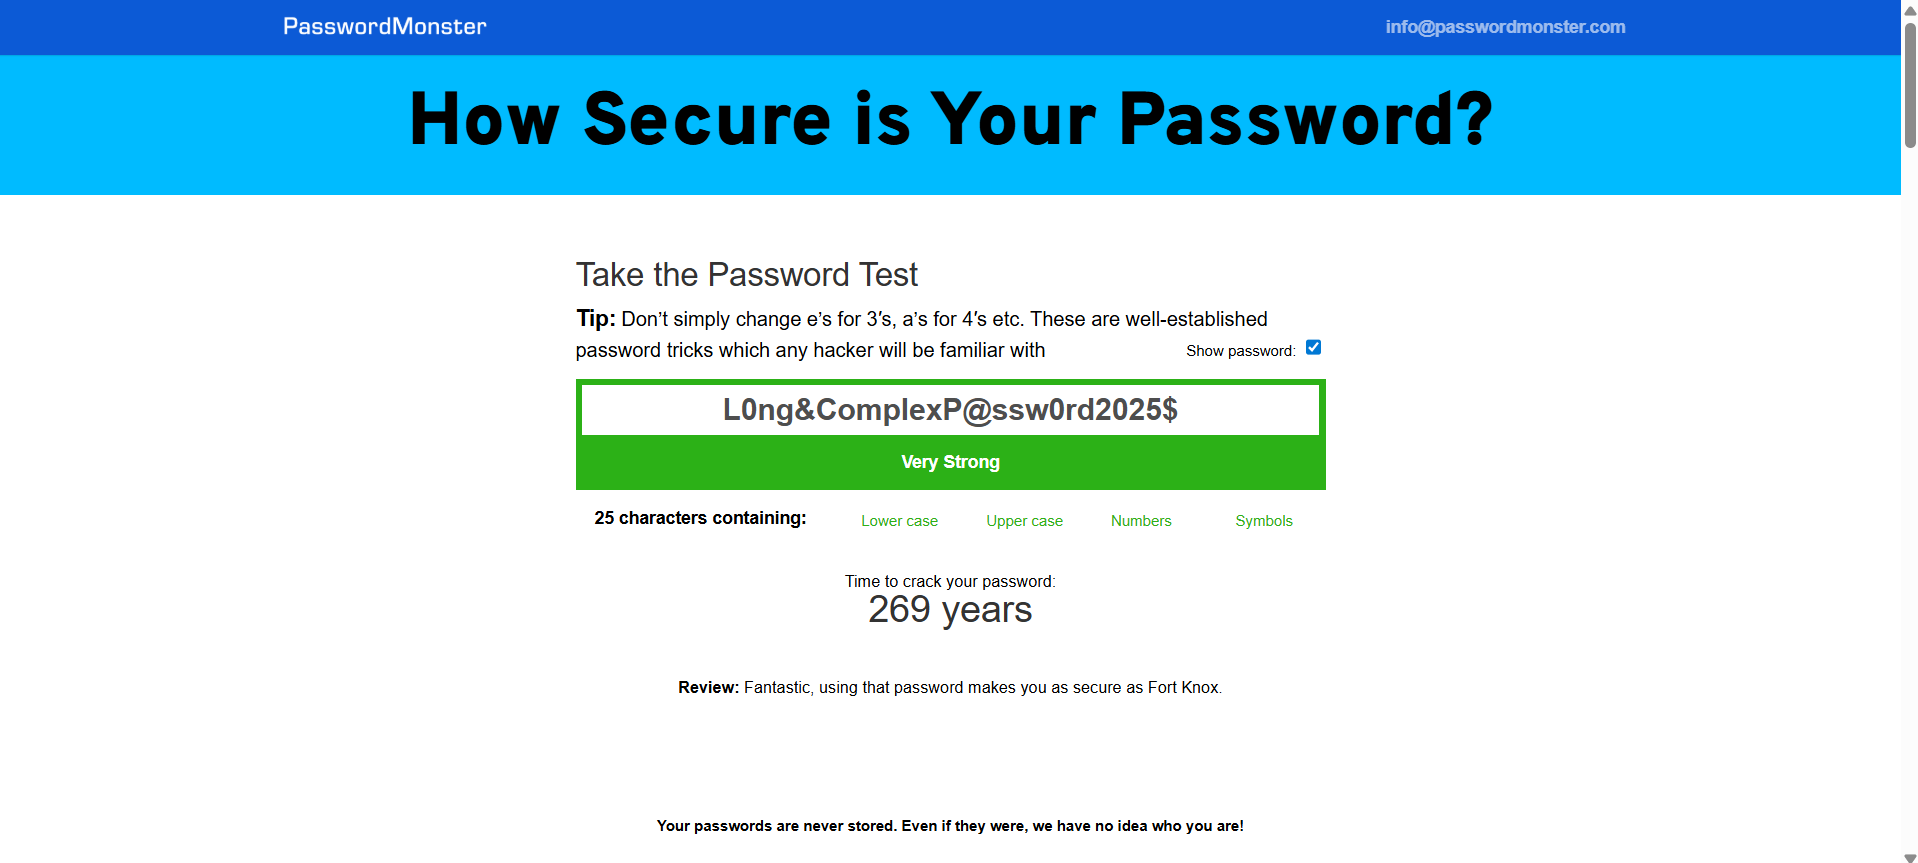 PasswordMonster
info@passwordmonster.com
How Secure is Your Password?
Take the Password Test
Tip: Don’t simply change e’s for 3′s, a’s for 4′s etc. These are well-established
password tricks which any hacker will be familiar with
Show password:
L0ng&ComplexP@ssw0rd2025$
Very Strong
25 characters containing:
Lower case
Upper case
Numbers
Symbols
Time to crack your password:
269 years
Review: Fantastic, using that password makes you as secure as Fort Knox.
Your passwords are never stored. Even if they were, we have no idea who you are!